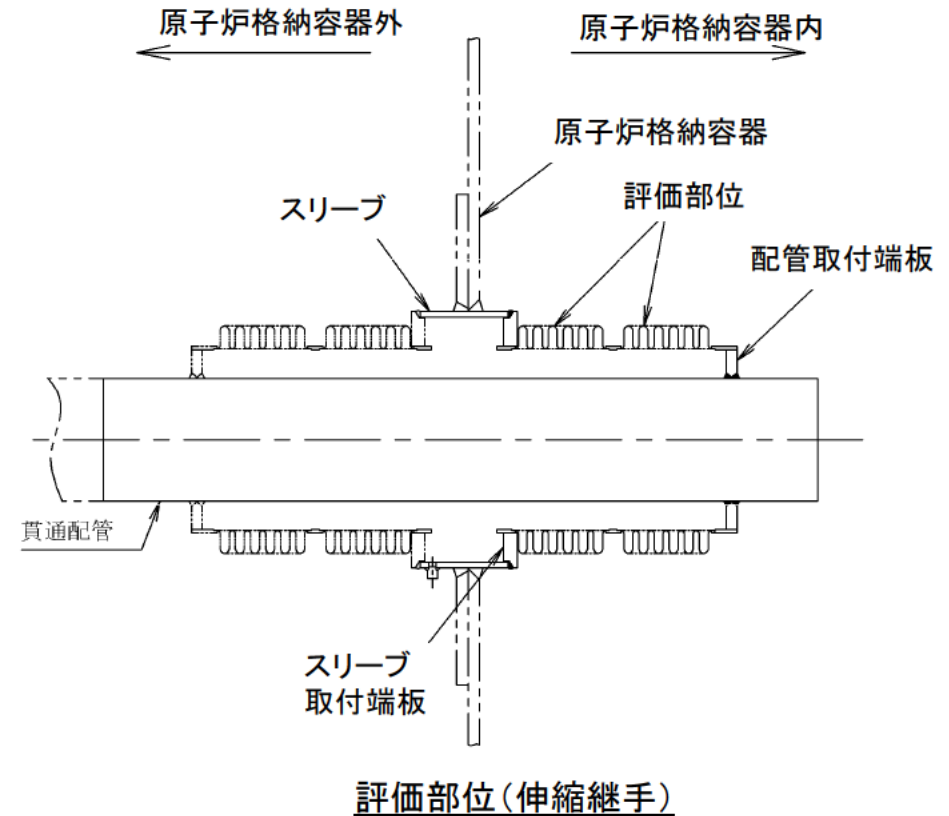 原子炉格納容器外
原子炉格納容器内
原子炉格納容器
スリーブ
評価部位
配管取付端板
貫通配管
スリーブ
取付端板
評価部位(伸縮継手)